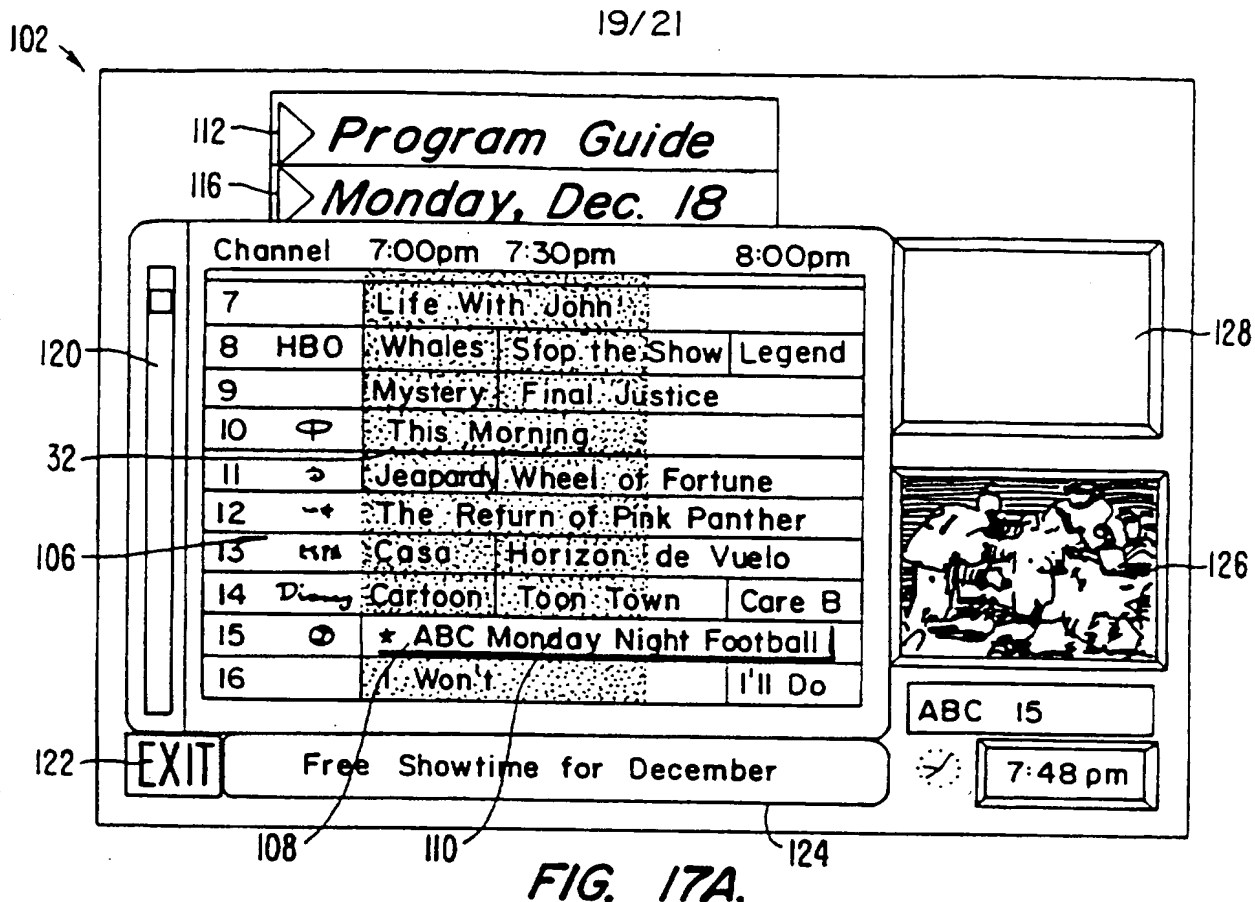 19/21
102
112 Program Guide
116 Monday, Dec. 18
Channel 7:00pm 7:30pm 8:00pm
7 Life With John
8 HBO Whales Stop the Show Legend
120
128
9 Mystery Final Justice
10 This Morning
32
11 Jeapardy Wheel of Fortune
12 The Return of Pink Panther
106
13 Casa Horizon de Vuelo
126
14 Disney Cartoon Toon Town Care B
15 * ABC Monday Night Football
16 I Won't I'll Do
ABC 15
122 EXIT Free Showtime for December 7:48 pm
108 110 124
FIG. 17A.